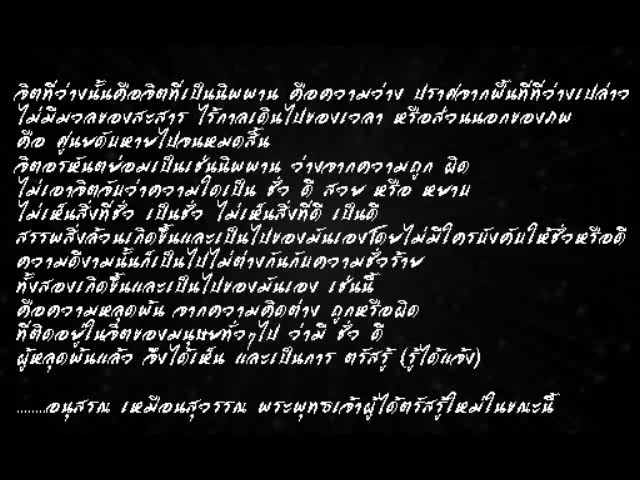 จิตที่ว่างนั้นคือจิตที่เป็นนิพพาน คือความว่าง ปราศจากพื้นที่ที่ว่างเปล่า
ไม่มีมวลของสะสาร ไร้กาลเดินไปของเวลา หรือส่วนนอกของภพ
คือ ศูนยดับหายไปจนหมดสิ้น
จิตอรหันตย่อมเป็นเช่นนิพพาน ว่างจากความถูก ผิด
ไม่เอาจิตจับว่าความใดเป็น ชั่ว ดี สวย หรือ หยาบ
ไม่เห็นสิ่งที่ชั่ว เป็นชั่ว ไม่เห็นสิ่งที่ดี เป็นดี
สรรพสิ่งล้วนเกิดขึ้นและเป็นไปของมันเองโดยไม่มีใครบังคับให้ชั่วหรือดี
ความดีงามนั้นก็เป็นไปไม่ต่างกันกับความชั่วร้าย
ทั้งสองเกิดขึ้นและเป็นไปของมันเอง เช่นนี้
คือความหลุดพ้น จากความคิดต่าง ถูกหรือผิด
ที่ติดอยู่ในจิตของมนุษยทั่วๆไป ว่ามี ชั่ว ดี
ผู้หลุดพ้นแล้ว จึงได้เห็น และเป็นการ ตรัสรู้ (รู้ได้แจ้ง)
........อนุสรณ เหมือนสุวรรณ พระพุทธเจ้าผู้ได้ตรัสรู้ใหม่ในขณะนี้